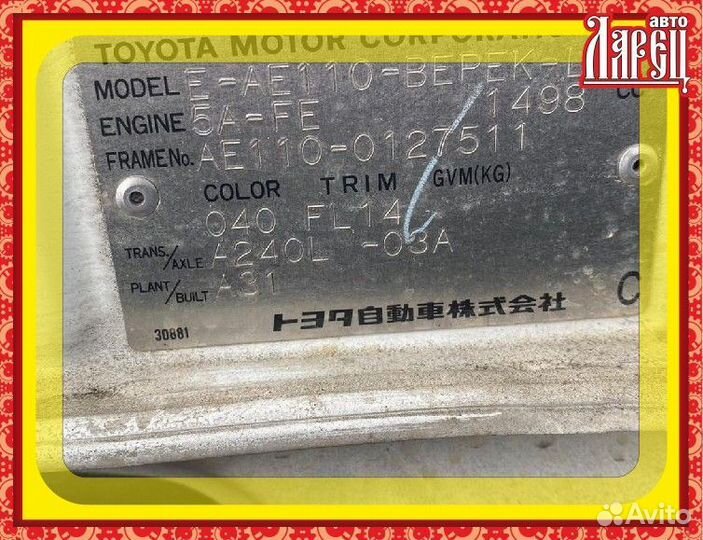 авто
ЛАРЕЦ
TOYOTA MOTOR CORPORATION
MODEL E-AE110-BEPEK-L
ENGINE 5A-FE 1498 CC
FRAME No. AE110-0127511
COLOR TRIM GVM(KG)
040 FL14
TRANS./AXLE A240L -03A
PLANT/BUILT A31
トヨタ自動車株式会社
C
30881
Avito